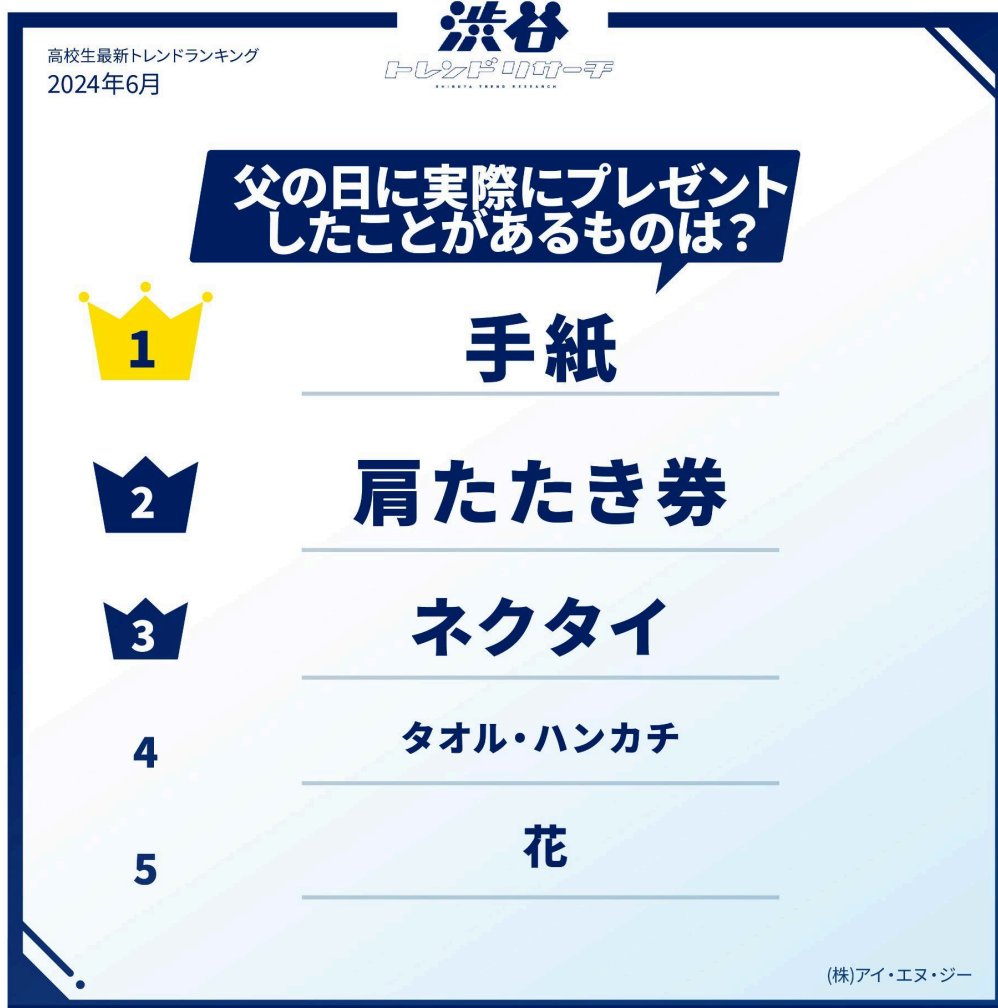 渋谷
トレンドリサーチ
SHIBUYA TREND RESEARCH
高校生最新トレンドランキング
2024年6月
父の日に実際にプレゼント
したことがあるものは？
1
手紙
2
肩たたき券
3
ネクタイ
4
タオル・ハンカチ
5
花
(株)アイ・エヌ・ジー